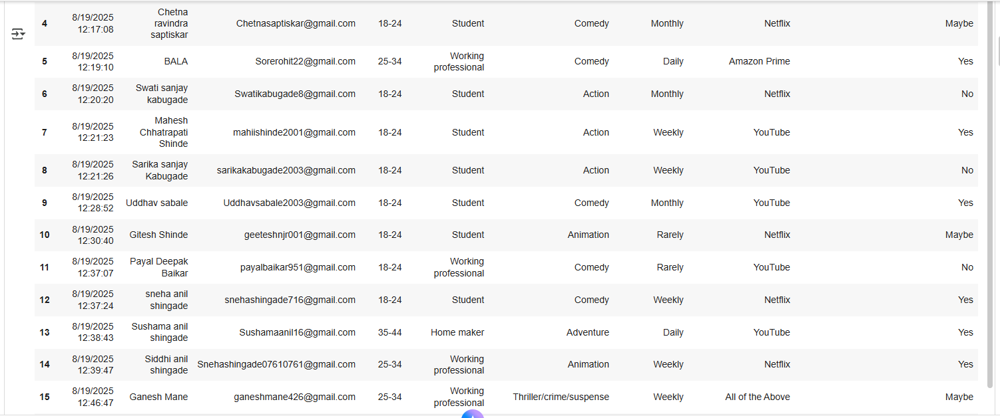 4 8/19/2025 12:17:08 Chetna ravindra saptiskar Chetnasaptiskar@gmail.com 18-24 Student Comedy Monthly Netflix Maybe
5 8/19/2025 12:19:10 BALA Sorerohit22@gmail.com 25-34 Working professional Comedy Daily Amazon Prime Yes
6 8/19/2025 12:20:20 Swati sanjay kabugade Swatikabugade8@gmail.com 18-24 Student Action Monthly Netflix No
7 8/19/2025 12:21:23 Mahesh Chhatrapati Shinde mahiishinde2001@gmail.com 18-24 Student Action Weekly YouTube Yes
8 8/19/2025 12:21:26 Sarika sanjay Kabugade sarikakabugade2003@gmail.com 18-24 Student Action Weekly YouTube No
9 8/19/2025 12:28:52 Uddhav sabale Uddhavsabale2003@gmail.com 18-24 Student Comedy Monthly YouTube Yes
10 8/19/2025 12:30:40 Gitesh Shinde geeteshnjr001@gmail.com 18-24 Student Animation Rarely Netflix Maybe
11 8/19/2025 12:37:07 Payal Deepak Baikar payalbaikar951@gmail.com 18-24 Working professional Comedy Rarely YouTube No
12 8/19/2025 12:37:24 sneha anil shingade snehashingade716@gmail.com 18-24 Student Comedy Weekly Netflix Yes
13 8/19/2025 12:38:43 Sushama anil shingade Sushamaanil16@gmail.com 35-44 Home maker Adventure Daily YouTube Yes
14 8/19/2025 12:39:47 Siddhi anil shingade Snehashingade07610761@gmail.com 25-34 Working professional Animation Weekly Netflix Yes
15 8/19/2025 12:46:47 Ganesh Mane ganeshmane426@gmail.com 25-34 Working professional Thriller/crime/suspense Weekly All of the Above Maybe